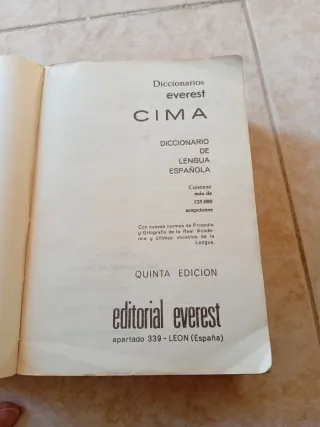 Diccionarios
everest
CIMA
DICCIONARIO
DE
LENGUA
ESPAÑOLA
Contiene
más de
125.000
acepciones
Con nuevas normas de Prosodia
y Ortografía de la Real Acade-
mia y últimos vocablos de la
Lengua.
QUINTA EDICION
editorial everest
apartado 339 - LEON (España)